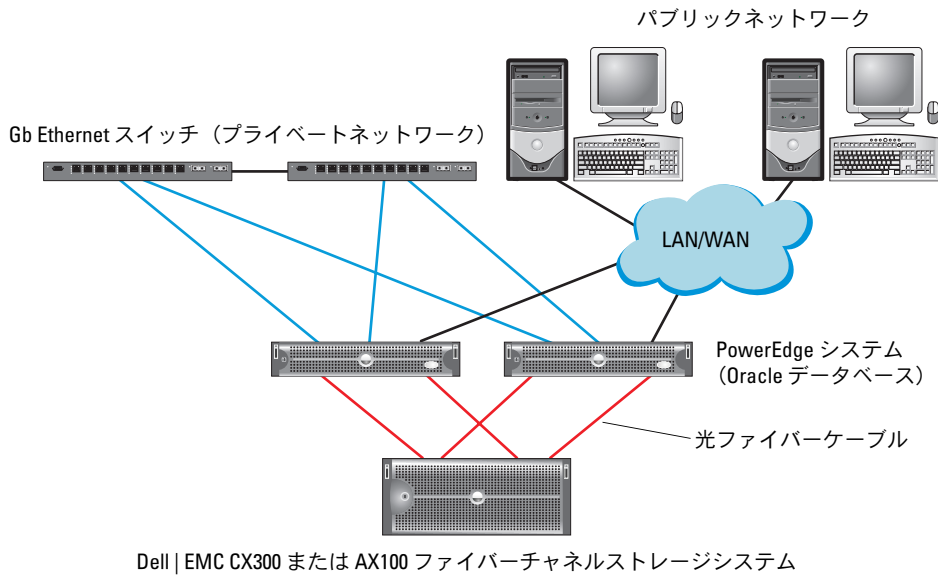 パブリックネットワーク
Gb Ethernet スイッチ（プライベートネットワーク）
LAN/WAN
PowerEdge システム
（Oracle データベース）
光ファイバーケーブル
Dell | EMC CX300 または AX100 ファイバーチャネルストレージシステム